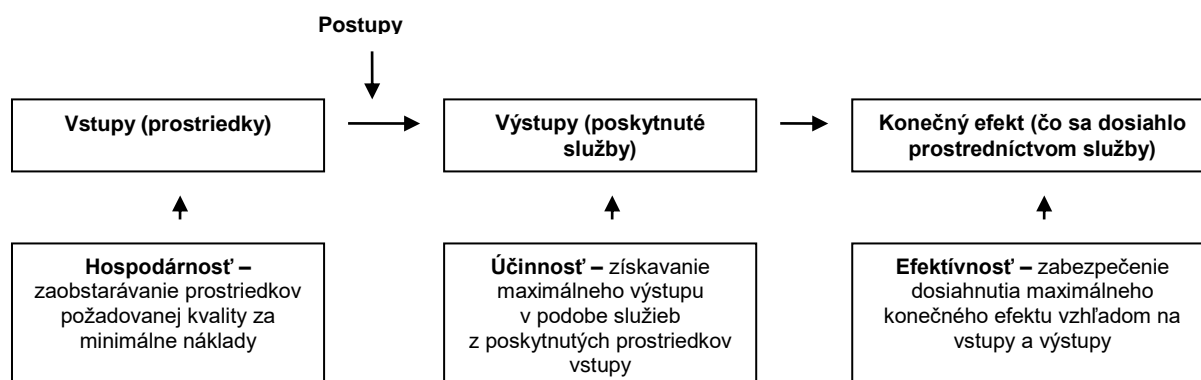 Postupy
Vstupy (prostriedky)
Výstupy (poskytnuté
služby)
Konečný efekt (čo sa dosiahlo
prostredníctvom služby)
Hospodárnosť –
zaobstarávanie prostriedkov
požadovanej kvality za
minimálne náklady
Účinnosť – získavanie
maximálneho výstupu
v podobe služieb
z poskytnutých prostriedkov
vstupy
Efektívnosť – zabezpečenie
dosiahnutia maximálneho
konečného efektu vzhľadom na
vstupy a výstupy